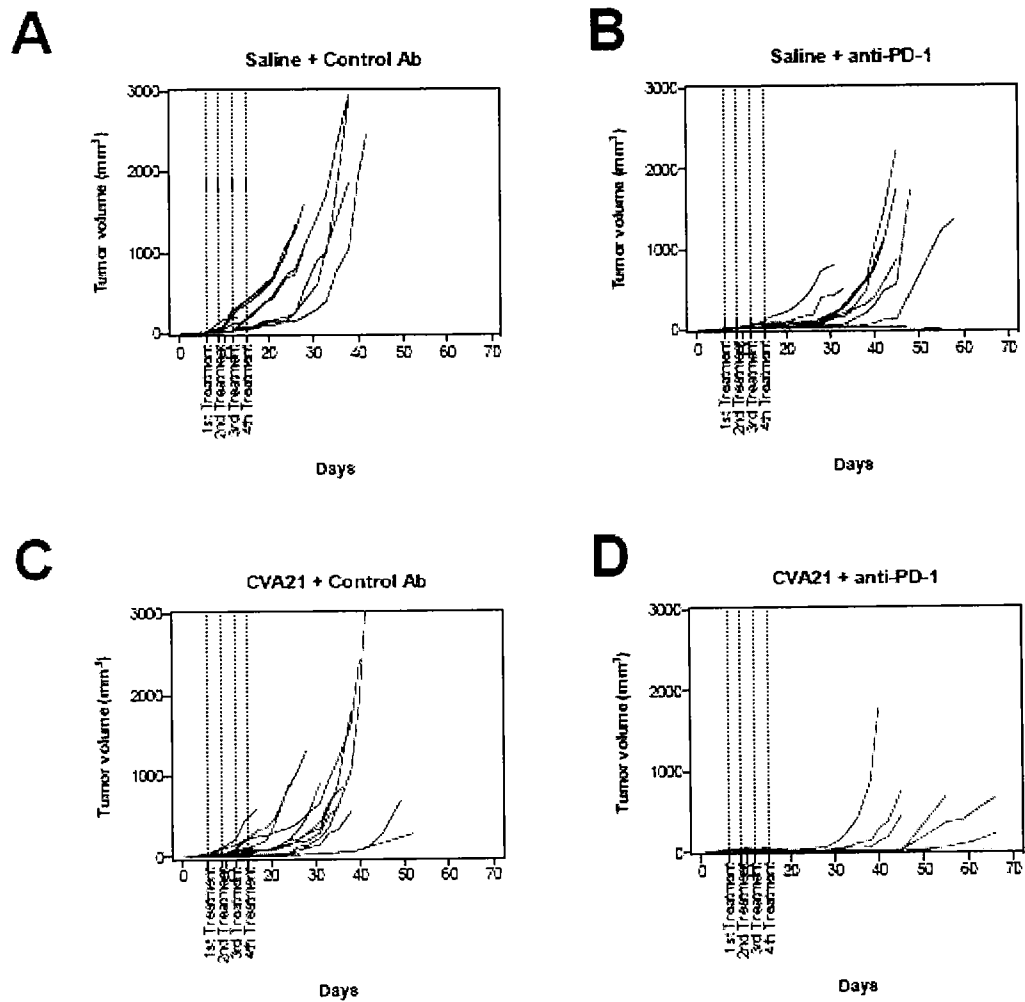 A
Saline + Control Ab
Tumor volume (mm³)
3000
2000
1000
0
0 20 30 40 50 60 70
1st Treatment
2nd Treatment
3rd Treatment
4th Treatment
Days
B
Saline + anti-PD-1
Tumor volume (mm³)
3000
2000
1000
0
0 20 30 40 50 60 70
1st Treatment
2nd Treatment
3rd Treatment
4th Treatment
Days
C
CVA21 + Control Ab
Tumor volume (mm³)
3000
2000
1000
0
0 20 30 40 50 60 70
1st Treatment
2nd Treatment
3rd Treatment
4th Treatment
Days
D
CVA21 + anti-PD-1
Tumor volume (mm³)
3000
2000
1000
0
0 20 30 40 50 60 70
1st Treatment
2nd Treatment
3rd Treatment
4th Treatment
Days